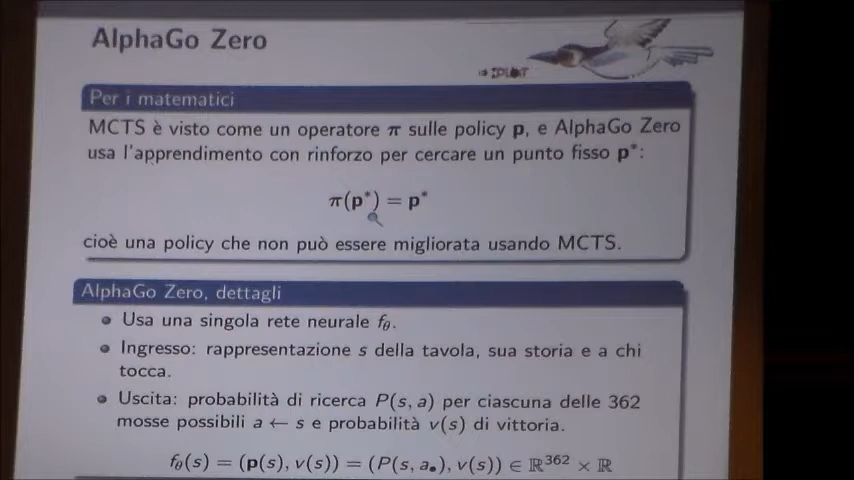 AlphaGo Zero
Per i matematici
MCTS è visto come un operatore π sulle policy p, e AlphaGo Zero
usa l'apprendimento con rinforzo per cercare un punto fisso p*:
π(p*) = p*
cioè una policy che non può essere migliorata usando MCTS.
AlphaGo Zero, dettagli
Usa una singola rete neurale fθ.
Ingresso: rappresentazione s della tavola, sua storia e a chi
tocca.
Uscita: probabilità di ricerca P(s, a) per ciascuna delle 362
mosse possibili a ← s e probabilità v(s) di vittoria.
fθ(s) = (p(s), v(s)) = (P(s, a•), v(s)) ∈ ℝ³⁶² × ℝ